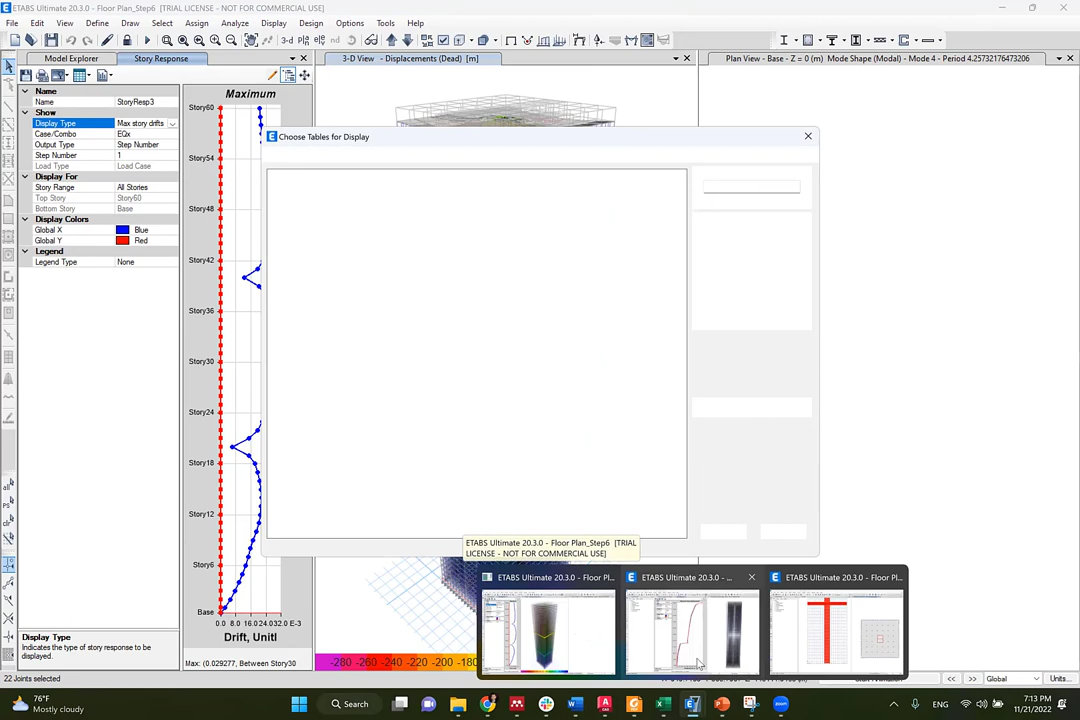 ETABS Ultimate 20.3.0 - Floor Plan_Step6 [TRIAL LICENSE - NOT FOR COMMERCIAL USE]
File Edit View Define Draw Select Assign Analyze Display Design Options Tools Help
3-d
Model Explorer Story Response 3-D View - Displacements (Dead) [m] Plan View - Base - Z = 0 (m) Mode Shape (Modal) - Mode 4 - Period 4.25732176473086
Name
Name StoryResp3
Show
Display Type Max story drifts
Case/Combo EQx
Output Type Step Number
Step Number 1
Load Type Load Case
Display For
Story Range All Stories
Top Story Story60
Bottom Story Base
Display Colors
Global X Blue
Global Y Red
Legend
Legend Type None
Maximum
Story60
Story54
Story48
Story42
Story36
Story30
Story24
Story18
Story12
Story6
Base
0.0 8.0 16.0 24.0 32.0 E-3
Drift, Unitl
Max: (0.029277, Between Story30
Choose Tables for Display
ETABS Ultimate 20.3.0 - Floor Plan_Step6 [TRIAL
LICENSE - NOT FOR COMMERCIAL USE]
ETABS Ultimate 20.3.0 - Floor Pl... ETABS Ultimate 20.3.0 - ... ETABS Ultimate 20.3.0 - Floor Pl...
Display Type
Indicates the type of story response to be displayed.
-280 -260 -240 -220 -200
22 Joints selected
Global Units...
76°F
Mostly cloudy
Search
ENG
7:13 PM
11/21/2022